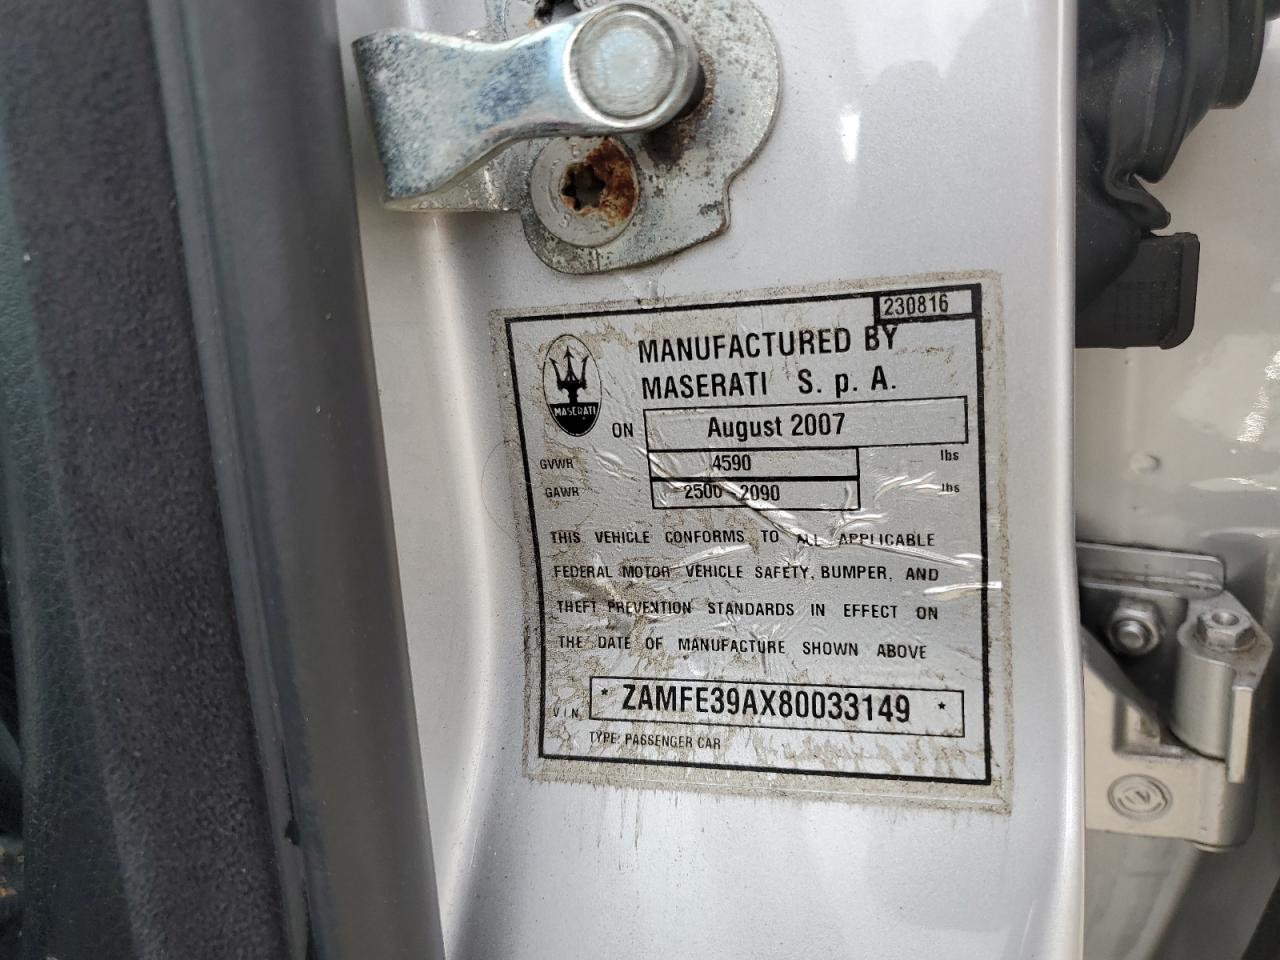 230816
MANUFACTURED BY
MASERATI S. p. A.
MASERATI
ON August 2007
GVWR 4590 lbs
GAWR 2500 - 2090 lbs
THIS VEHICLE CONFORMS TO ALL APPLICABLE
FEDERAL MOTOR VEHICLE SAFETY, BUMPER, AND
THEFT PREVENTION STANDARDS IN EFFECT ON
THE DATE OF MANUFACTURE SHOWN ABOVE
V.I.N. * ZAMFE39AX80033149 *
TYPE: PASSENGER CAR